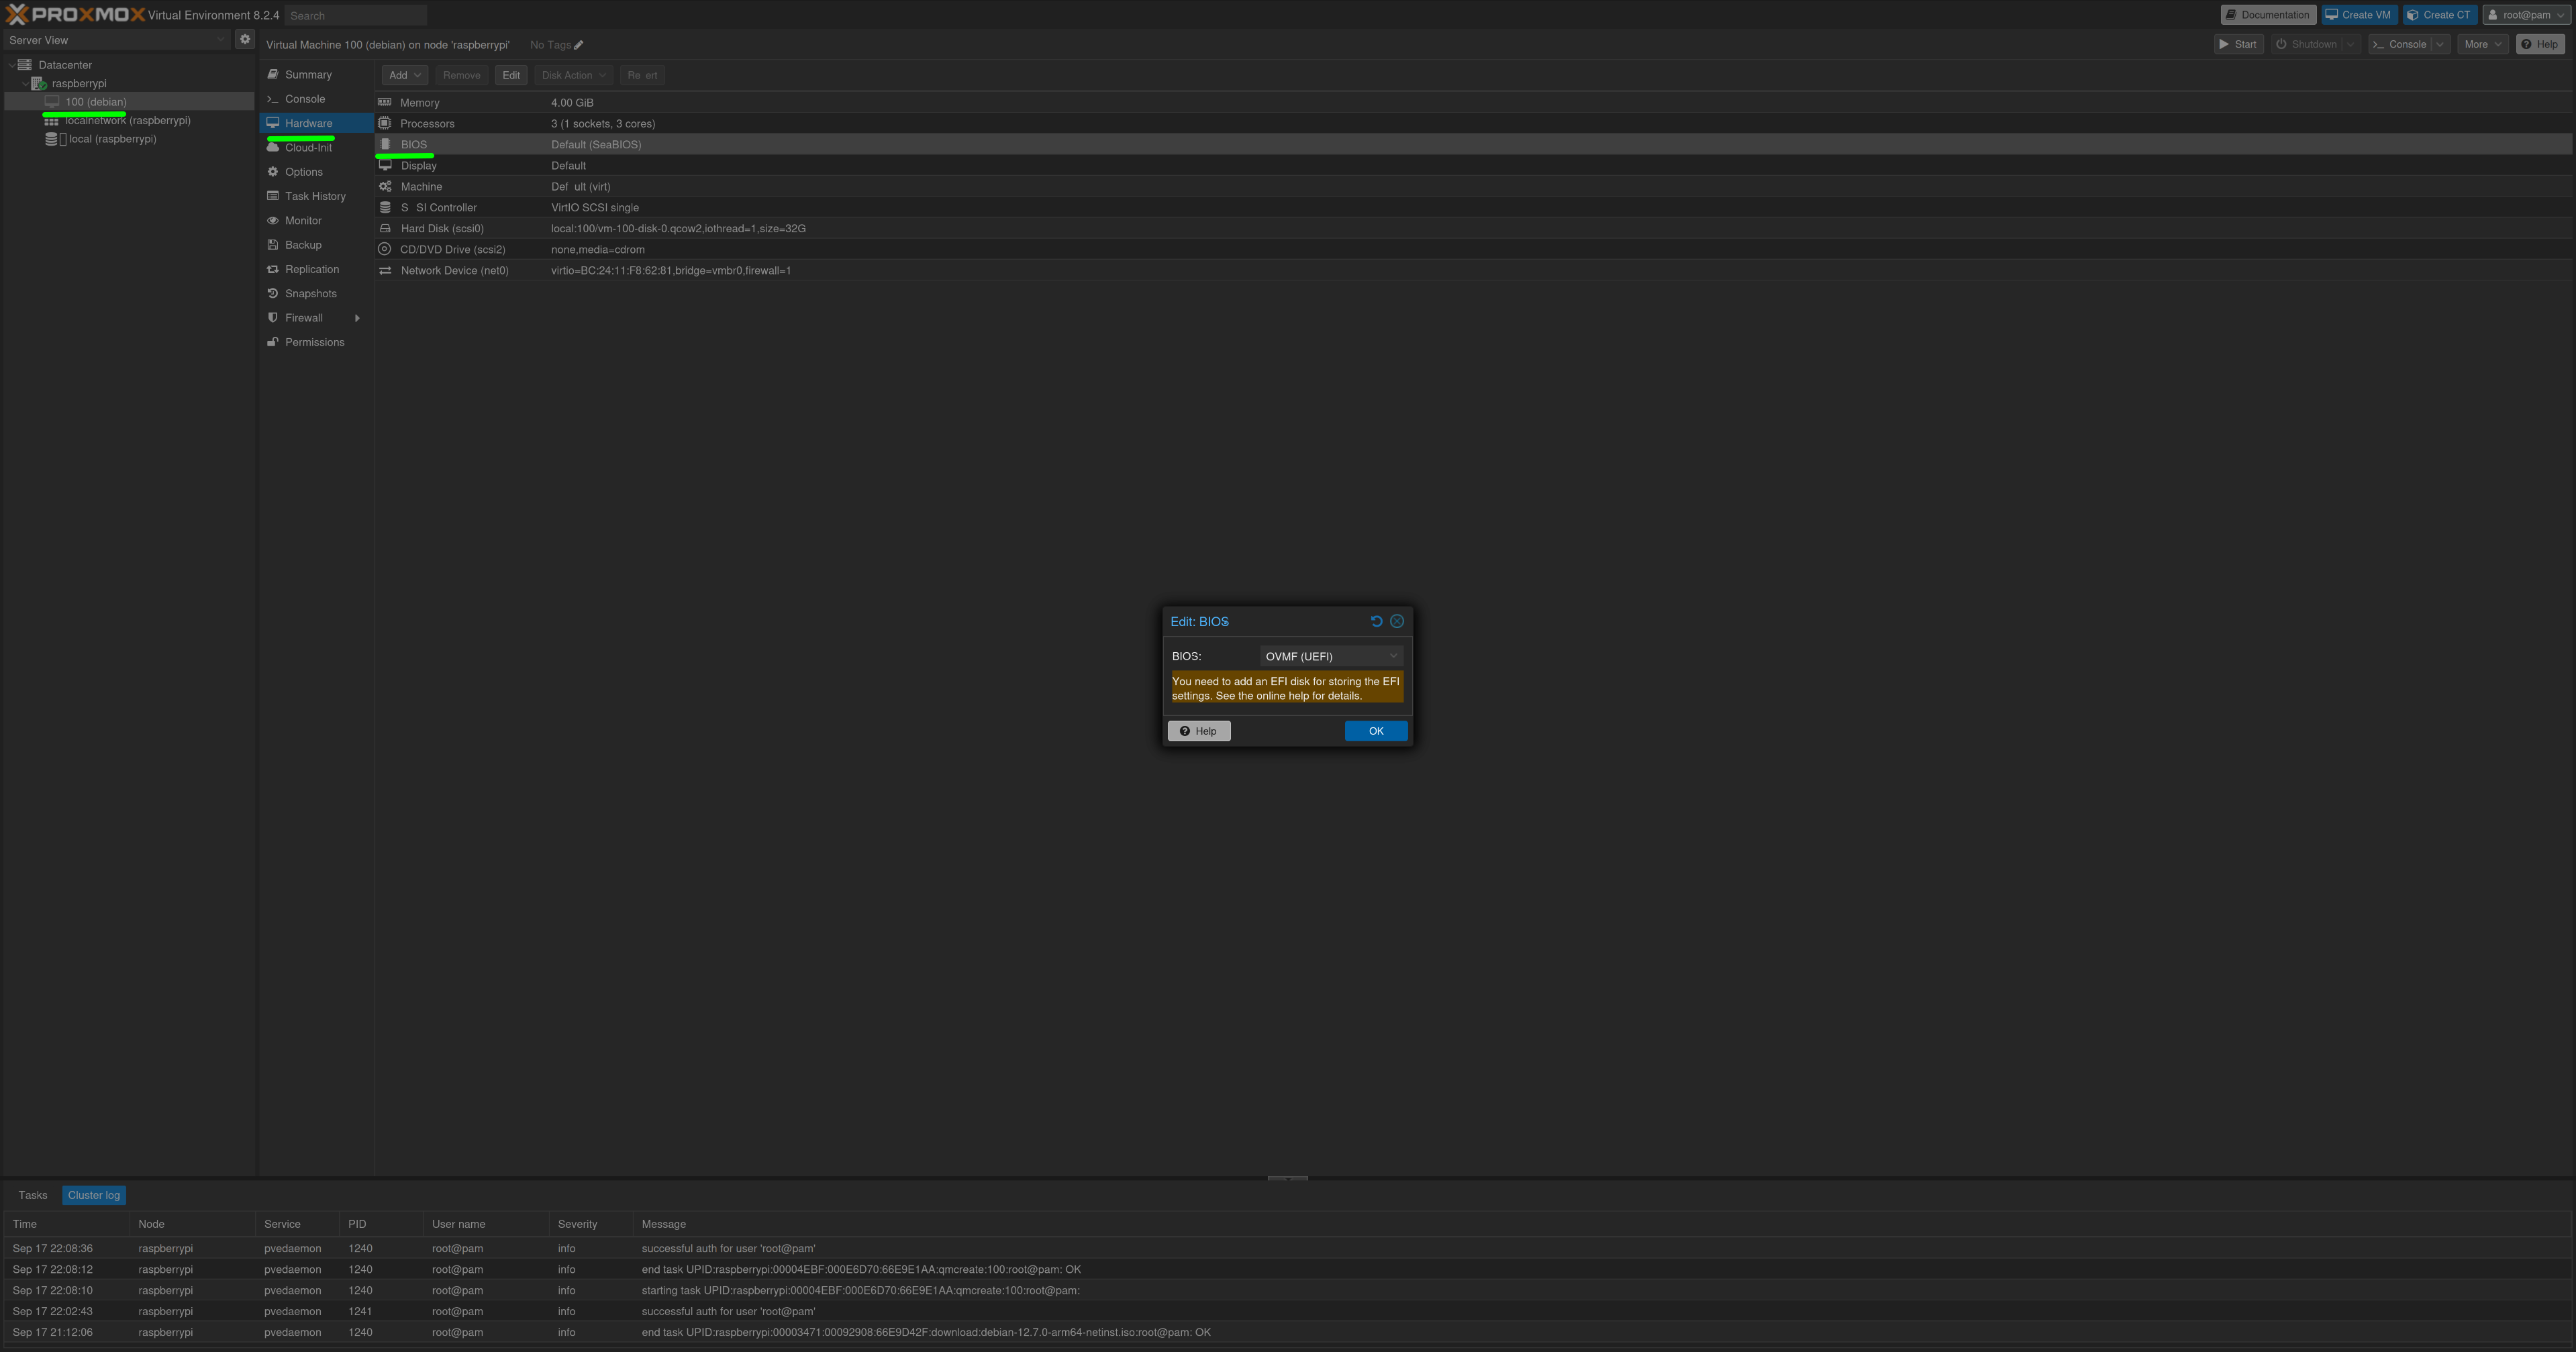 PROXMOX Virtual Environment 8.2.4 Search Documentation Create VM Create CT root@pam
Server View
Virtual Machine 100 (debian) on node 'raspberrypi' No Tags Start Shutdown Console More Help
Datacenter
raspberrypi
100 (debian)
localnetwork (raspberrypi)
local (raspberrypi)
Summary
Console
Hardware
Cloud-Init
Options
Task History
Monitor
Backup
Replication
Snapshots
Firewall
Permissions
Add Remove Edit Disk Action Re ert
Memory 4.00 GiB
Processors 3 (1 sockets, 3 cores)
BIOS Default (SeaBIOS)
Display Default
Machine Def ult (virt)
S SI Controller VirtIO SCSI single
Hard Disk (scsi0) local:100/vm-100-disk-0.qcow2,iothread=1,size=32G
CD/DVD Drive (scsi2) none,media=cdrom
Network Device (net0) virtio=BC:24:11:F8:62:81,bridge=vmbr0,firewall=1
Edit: BIOS
BIOS: OVMF (UEFI)
You need to add an EFI disk for storing the EFI
settings. See the online help for details.
Help OK
Tasks Cluster log
Time Node Service PID User name Severity Message
Sep 17 22:08:36 raspberrypi pvedaemon 1240 root@pam info successful auth for user 'root@pam'
Sep 17 22:08:12 raspberrypi pvedaemon 1240 root@pam info end task UPID:raspberrypi:00004EBF:000E6D70:66E9E1AA:qmcreate:100:root@pam: OK
Sep 17 22:08:10 raspberrypi pvedaemon 1240 root@pam info starting task UPID:raspberrypi:00004EBF:000E6D70:66E9E1AA:qmcreate:100:root@pam:
Sep 17 22:02:43 raspberrypi pvedaemon 1241 root@pam info successful auth for user 'root@pam'
Sep 17 21:12:06 raspberrypi pvedaemon 1240 root@pam info end task UPID:raspberrypi:00003471:00092908:66E9D42F:download:debian-12.7.0-arm64-netinst.iso:root@pam: OK